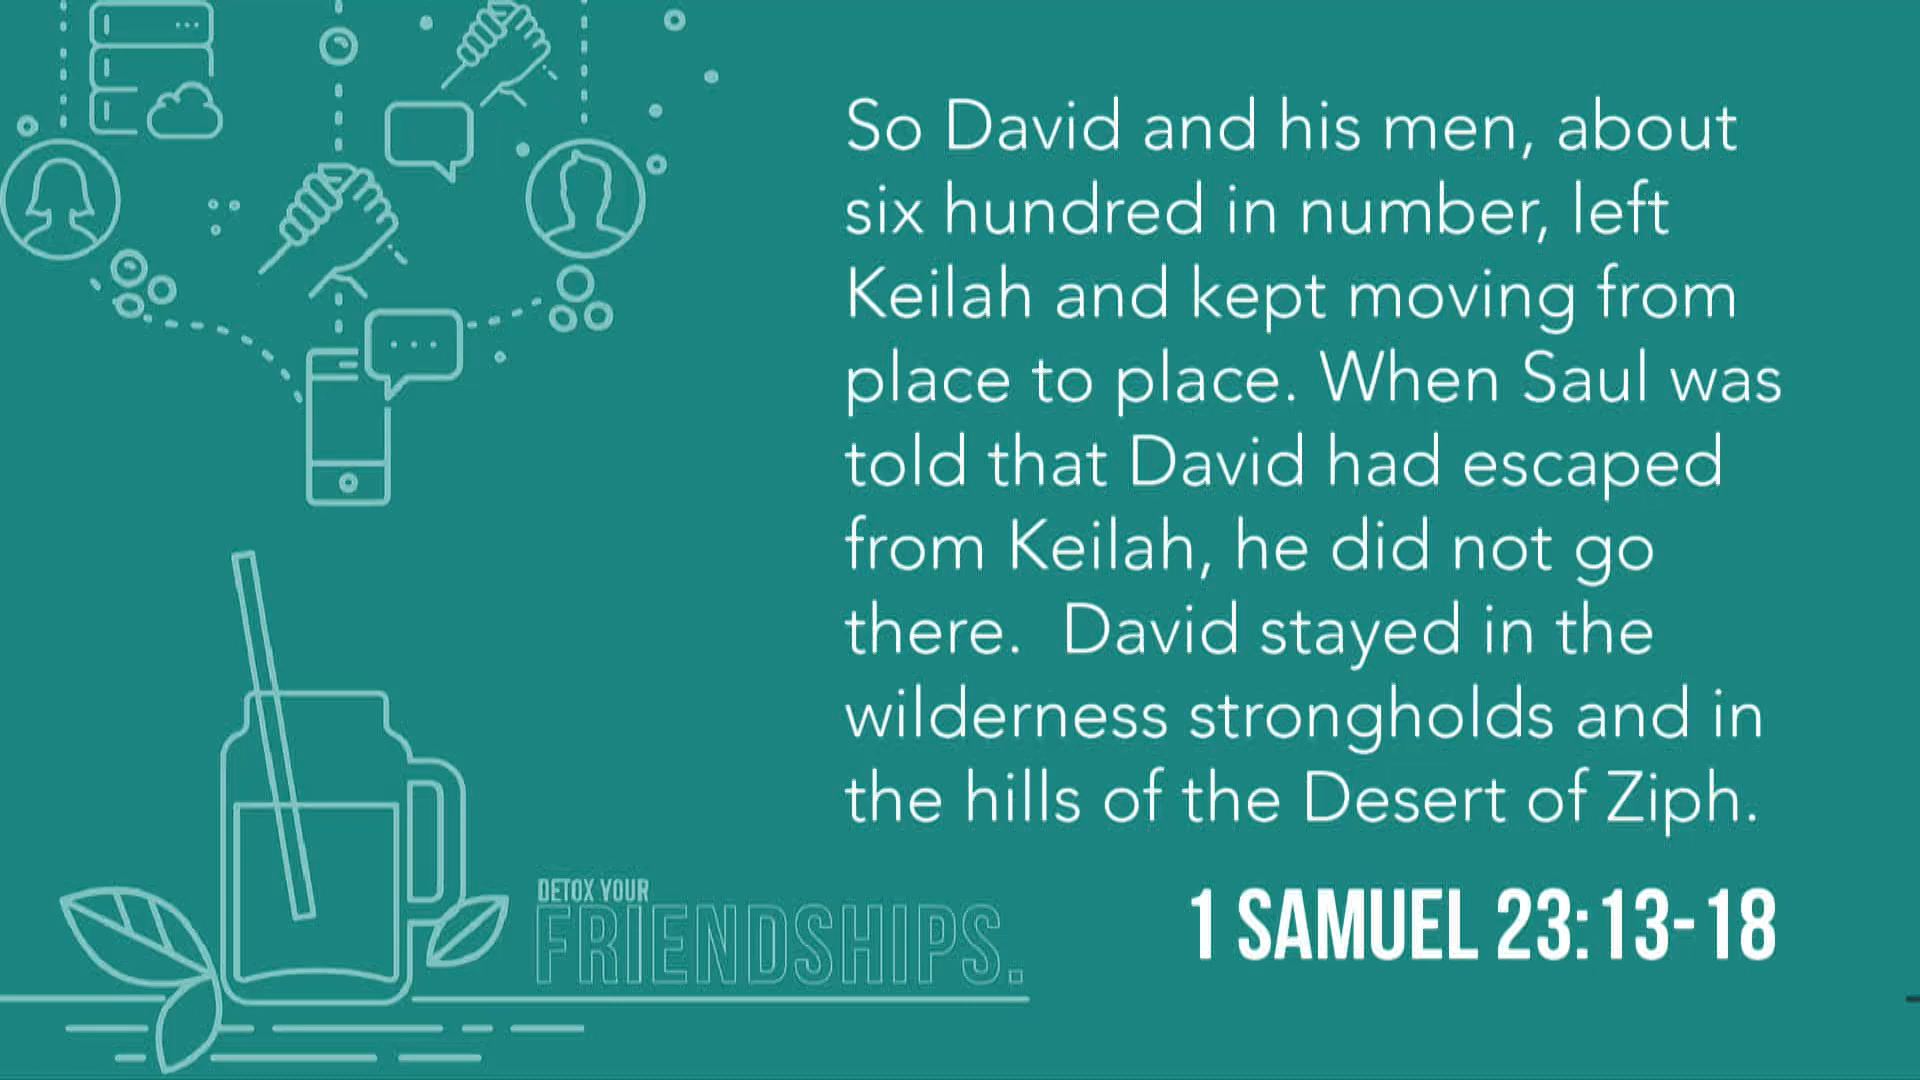 So David and his men, about
six hundred in number, left
Keilah and kept moving from
place to place. When Saul was
told that David had escaped
from Keilah, he did not go
there.  David stayed in the
wilderness strongholds and in
the hills of the Desert of Ziph.
1 SAMUEL 23:13-18
DETOX YOUR
FRIENDSHIPS.